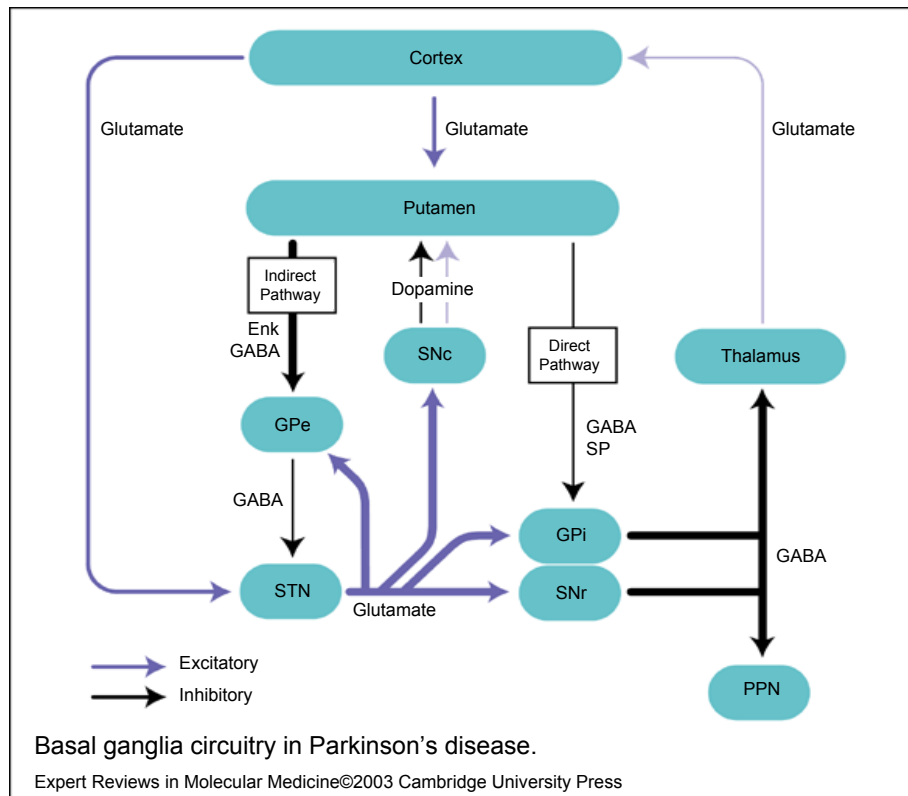 Cortex
Glutamate
Glutamate
Glutamate
Putamen
Indirect
Pathway
Dopamine
Enk
GABA
SNc
Direct
Pathway
Thalamus
GPe
GABA
SP
GABA
GPi
GABA
STN
SNr
Glutamate
Excitatory
Inhibitory
PPN
Basal ganglia circuitry in Parkinson’s disease.
Expert Reviews in Molecular Medicine©2003 Cambridge University Press